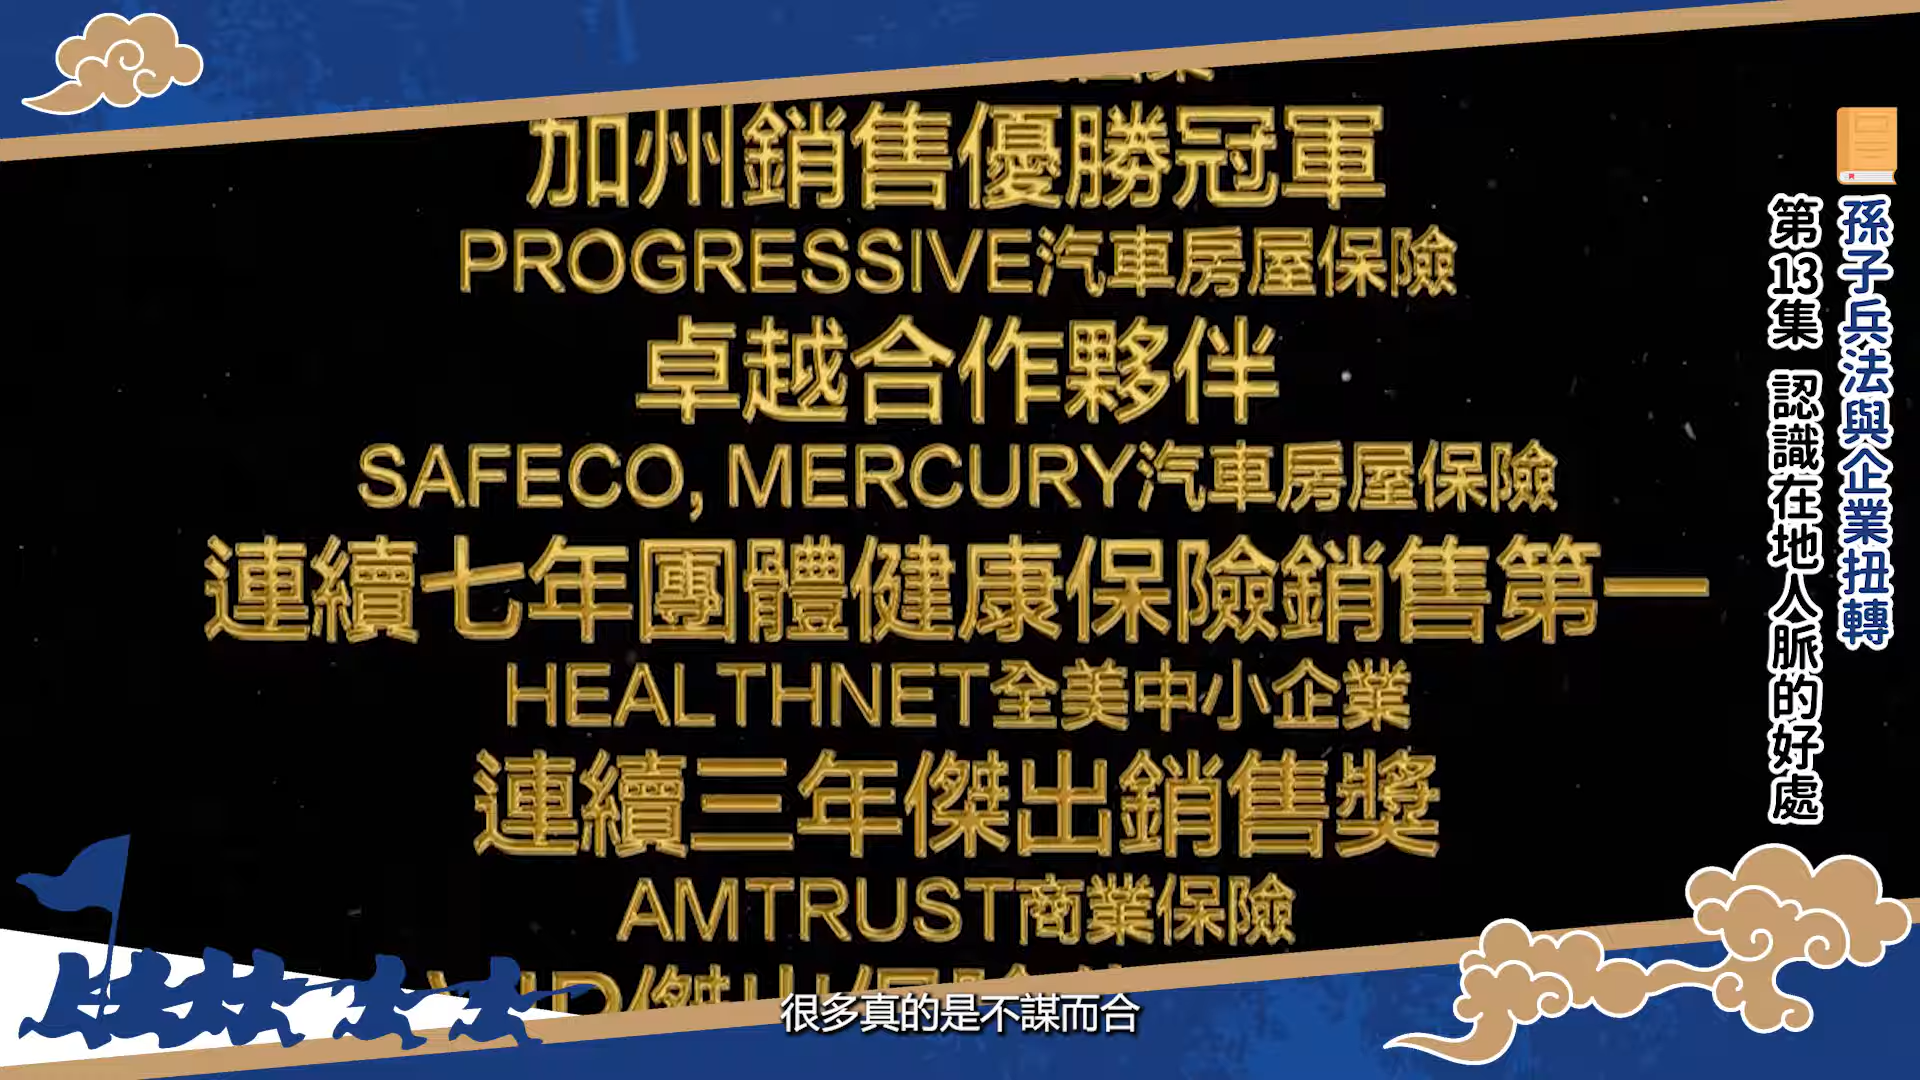 加州銷售優勝冠軍
PROGRESSIVE汽車房屋保險
卓越合作夥伴
SAFECO, MERCURY汽車房屋保險
連續七年團體健康保險銷售第一
HEALTHNET全美中小企業
連續三年傑出銷售獎
AMTRUST商業保險
很多真的是不謀而合
孫子兵法與企業扭轉
第13集 認識在地人脈的好處